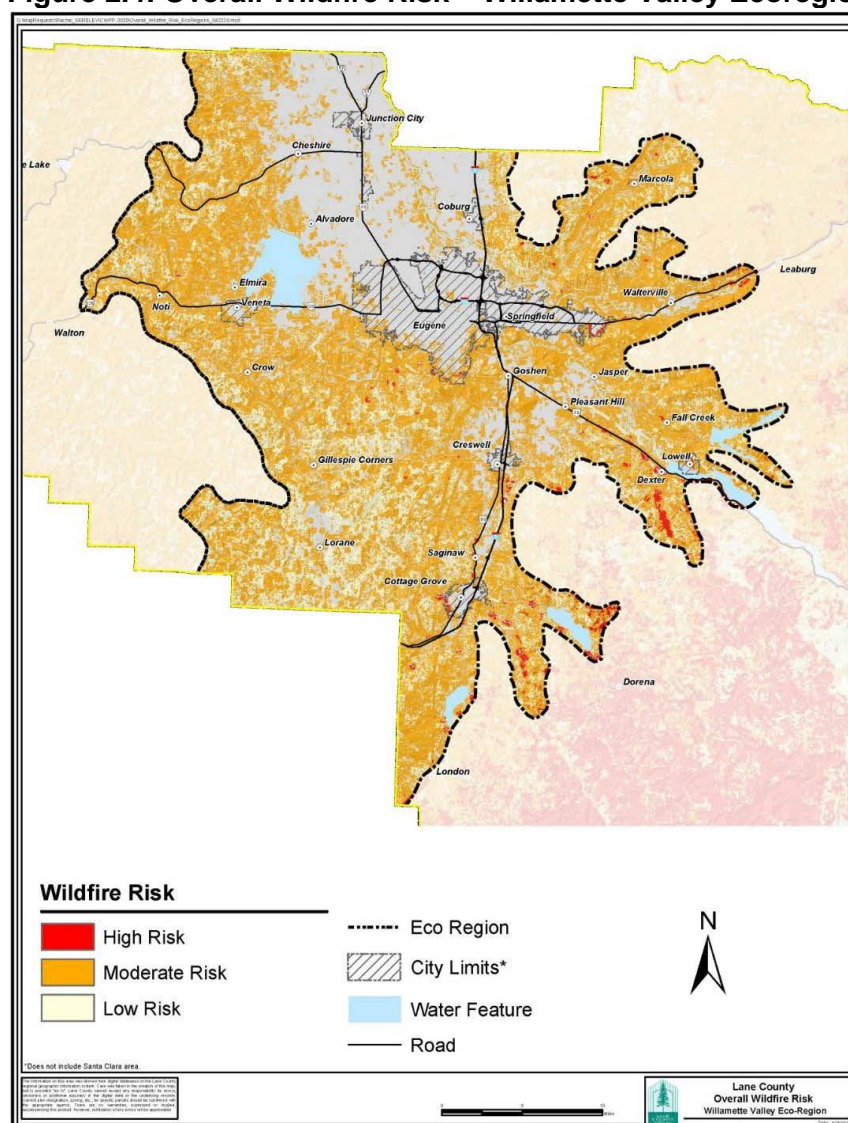 Figure 2.4. Overall Wildfire Risk – Willamette Valley Ecoregion
Junction City
Cheshire
e Lake
Marcola
Coburg
Alvadore
Leaburg
Elmira
Walterville
Noti
Veneta
Springfield
Eugene
Walton
Crow
Goshen
Jasper
Pleasant Hill
Fall Creek
Creswell
Gillespie Corners
Lowell
Dexter
Lorane
Saginaw
Cottage Grove
Dorena
London
Wildfire Risk
High Risk
Moderate Risk
Low Risk
Eco Region
City Limits*
Water Feature
Road
N
*Does not include Santa Clara area.
Lane County
Overall Wildfire Risk
Willamette Valley Eco-Region